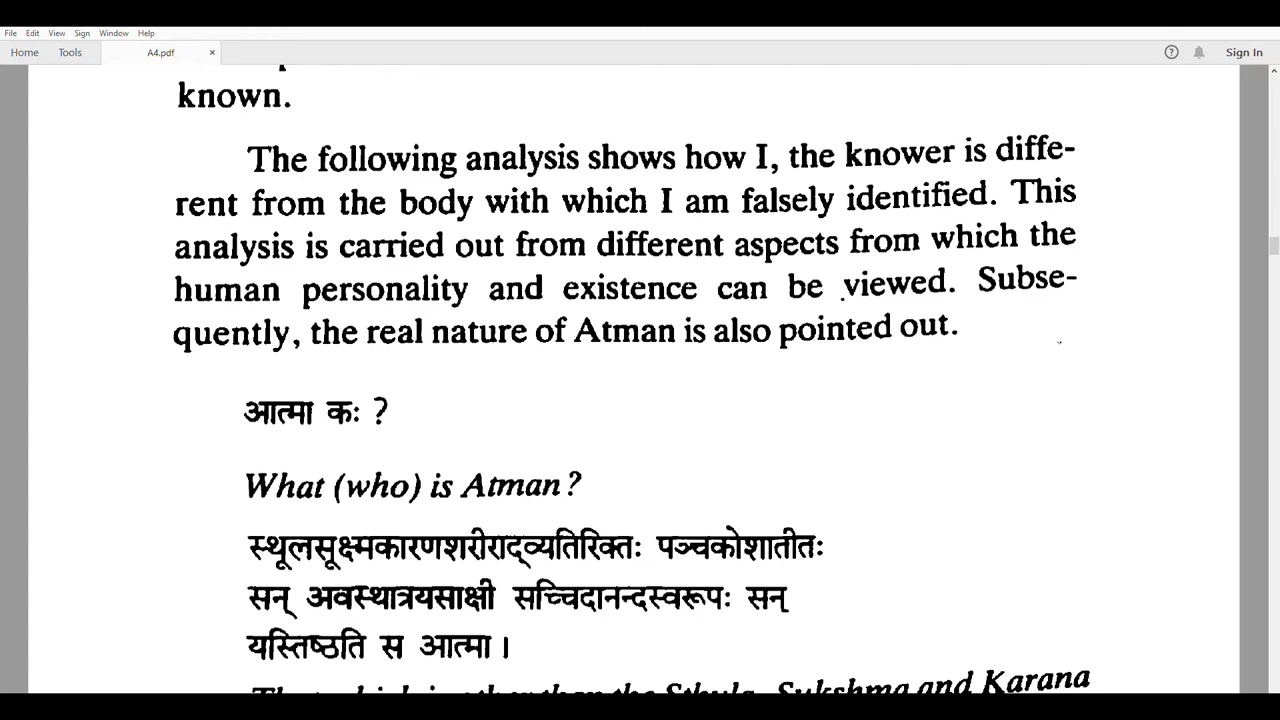 File Edit View Sign Window Help
Home Tools A4.pdf × ? Sign In
known.
The following analysis shows how I, the knower is diffe-
rent from the body with which I am falsely identified. This
analysis is carried out from different aspects from which the
human personality and existence can be viewed. Subse-
quently, the real nature of Atman is also pointed out.
आत्मा कः ?
What (who) is Atman?
स्थूलसूक्ष्मकारणशरीराद्व्यतिरिक्तः पञ्चकोशातीतः
सन् अवस्थात्रयसाक्षी सच्चिदानन्दस्वरूपः सन्
यस्तिष्ठति स आत्मा।
Sthula, Sukshma and Karana